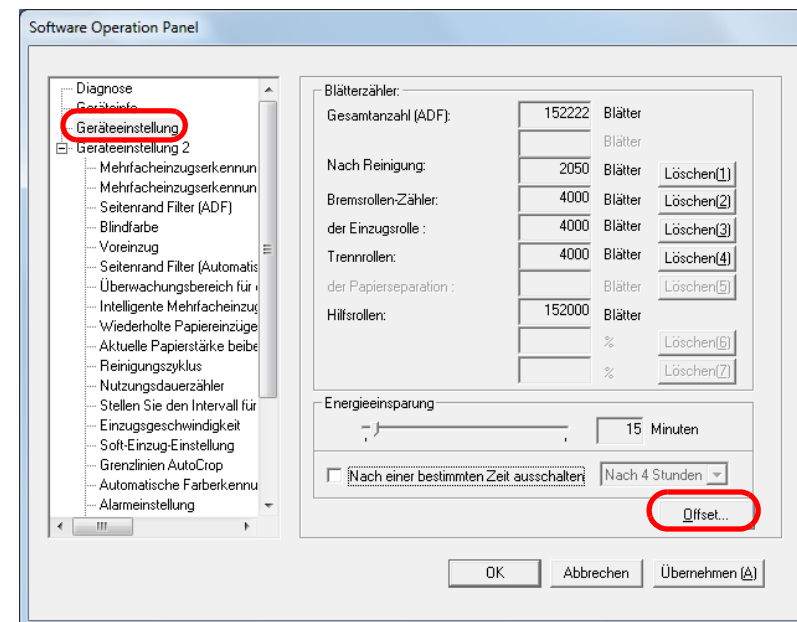 Software Operation Panel
Diagnose
Geräteinfo
Geräteeinstellung
Geräteeinstellung 2
Mehrfacheinzugserkennun
Mehrfacheinzugserkennun
Seitenrand Filter (ADF)
Blindfarbe
Voreinzug
Seitenrand Filter (Automatis
Überwachungsbereich für
Intelligente Mehrfacheinzug
Wiederholte Papiereinzüge
Aktuelle Papierstärke beibe
Reinigungszyklus
Nutzungsdauerzähler
Stellen Sie den Intervall für
Einzugsgeschwindigkeit
Soft-Einzug-Einstellung
Grenzlinien AutoCrop
Automatische Farberkennu
Alarmeinstellung
Blätterzähler:
Gesamtanzahl (ADF): 152222 Blätter
Blätter
Nach Reinigung: 2050 Blätter Löschen(1)
Bremsrollen-Zähler: 4000 Blätter Löschen(2)
der Einzugsrolle : 4000 Blätter Löschen(3)
Trennrollen: 4000 Blätter Löschen(4)
der Papierseparation : Blätter Löschen(5)
Hilfsrollen: 152000 Blätter
% Löschen(6)
% Löschen(7)
Energieeinsparung
15 Minuten
Nach einer bestimmten Zeit ausschalten Nach 4 Stunden
Offset...
OK Abbrechen Übernehmen (A)